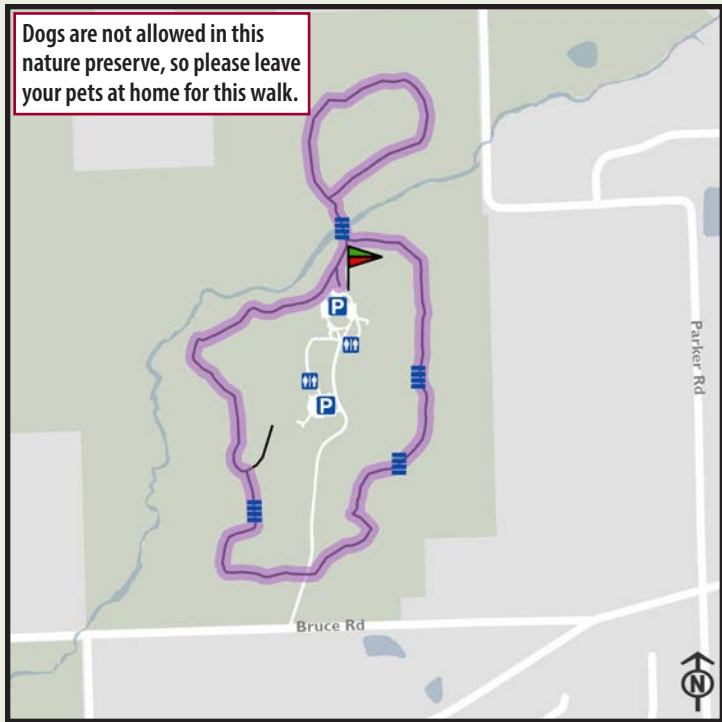 Dogs are not allowed in this
nature preserve, so please leave
your pets at home for this walk.
P
P
Parker Rd
Bruce Rd
N